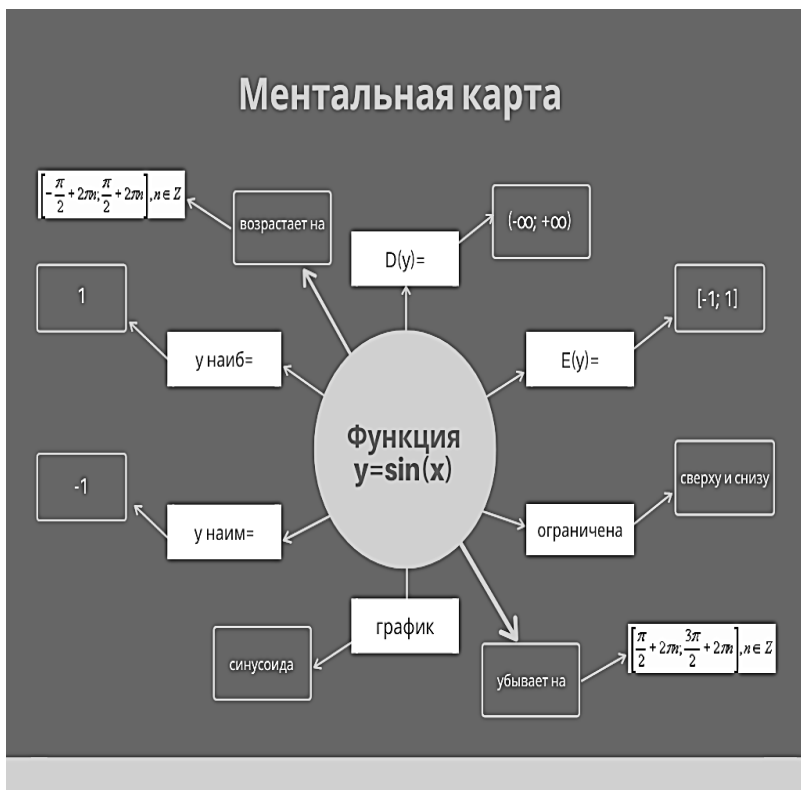 Ментальная карта
[-π/2 + 2πn; π/2 + 2πn], n ∈ Z
возрастает на
D(y)=
(-∞; +∞)
1
у наиб=
E(y)=
[-1; 1]
Функция
y=sin(x)
-1
у наим=
ограничена
сверху и снизу
график
синусоида
убывает на
[π/2 + 2πn; 3π/2 + 2πn], n ∈ Z